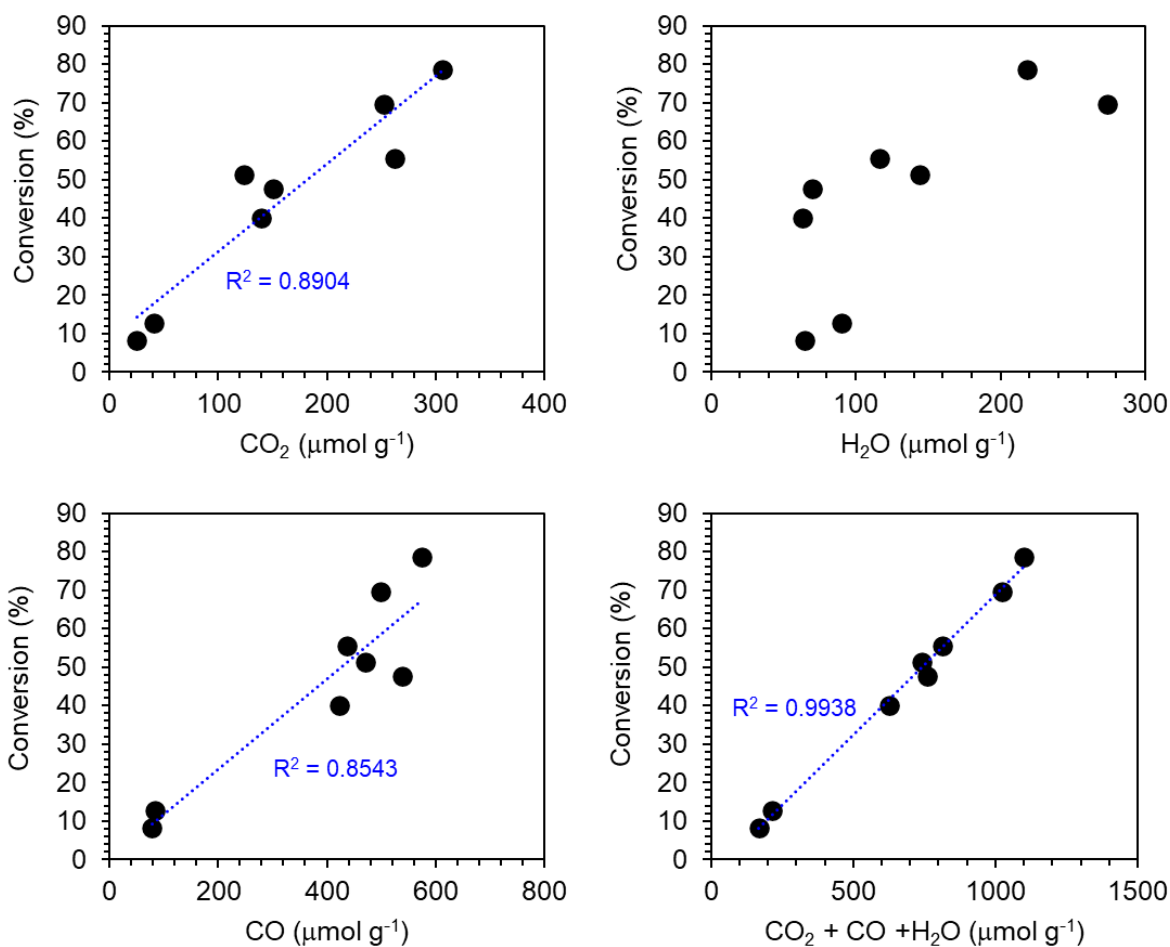 90
80
70
60
50
40
30
20
10
0
Conversion (%)
R² = 0.8904
0 100 200 300 400
CO₂ (μmol g⁻¹)
90
80
70
60
50
40
30
20
10
0
Conversion (%)
0 100 200 300
H₂O (μmol g⁻¹)
90
80
70
60
50
40
30
20
10
0
Conversion (%)
R² = 0.8543
0 200 400 600 800
CO (μmol g⁻¹)
90
80
70
60
50
40
30
20
10
0
Conversion (%)
R² = 0.9938
0 500 1000 1500
CO₂ + CO +H₂O (μmol g⁻¹)